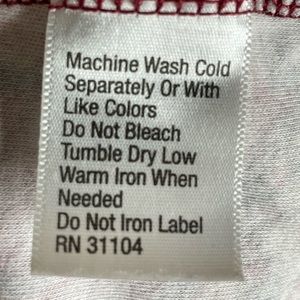 Machine Wash Cold
Separately Or With
Like Colors
Do Not Bleach
Tumble Dry Low
Warm Iron When
Needed
Do Not Iron Label
RN 31104